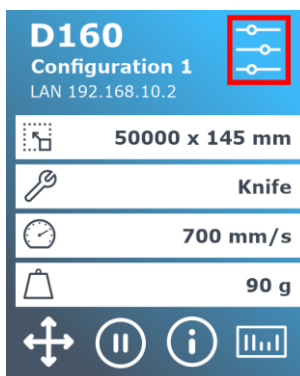 D160
Configuration 1
LAN 192.168.10.2
50000 x 145 mm
Knife
700 mm/s
90 g